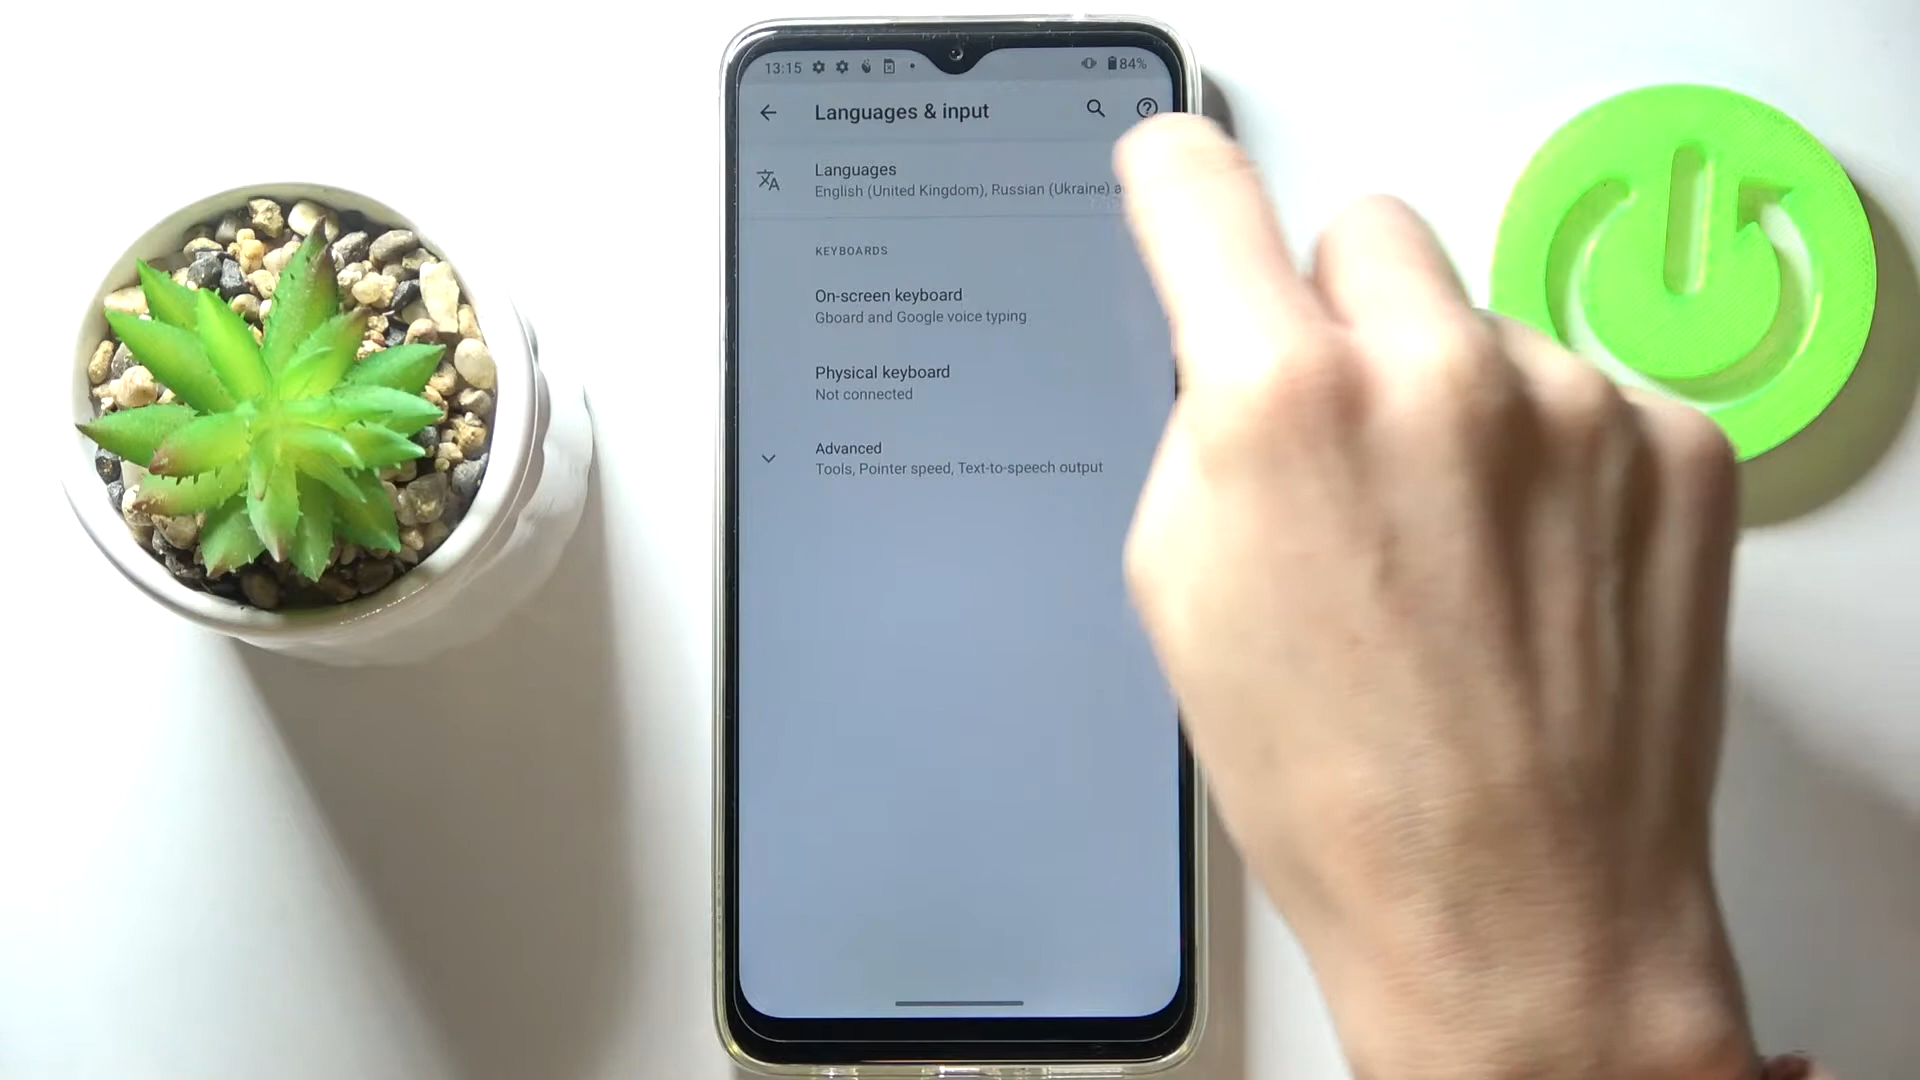 13:15
84%
Languages & input
Languages
English (United Kingdom), Russian (Ukraine)
KEYBOARDS
On-screen keyboard
Gboard and Google voice typing
Physical keyboard
Not connected
Advanced
Tools, Pointer speed, Text-to-speech output